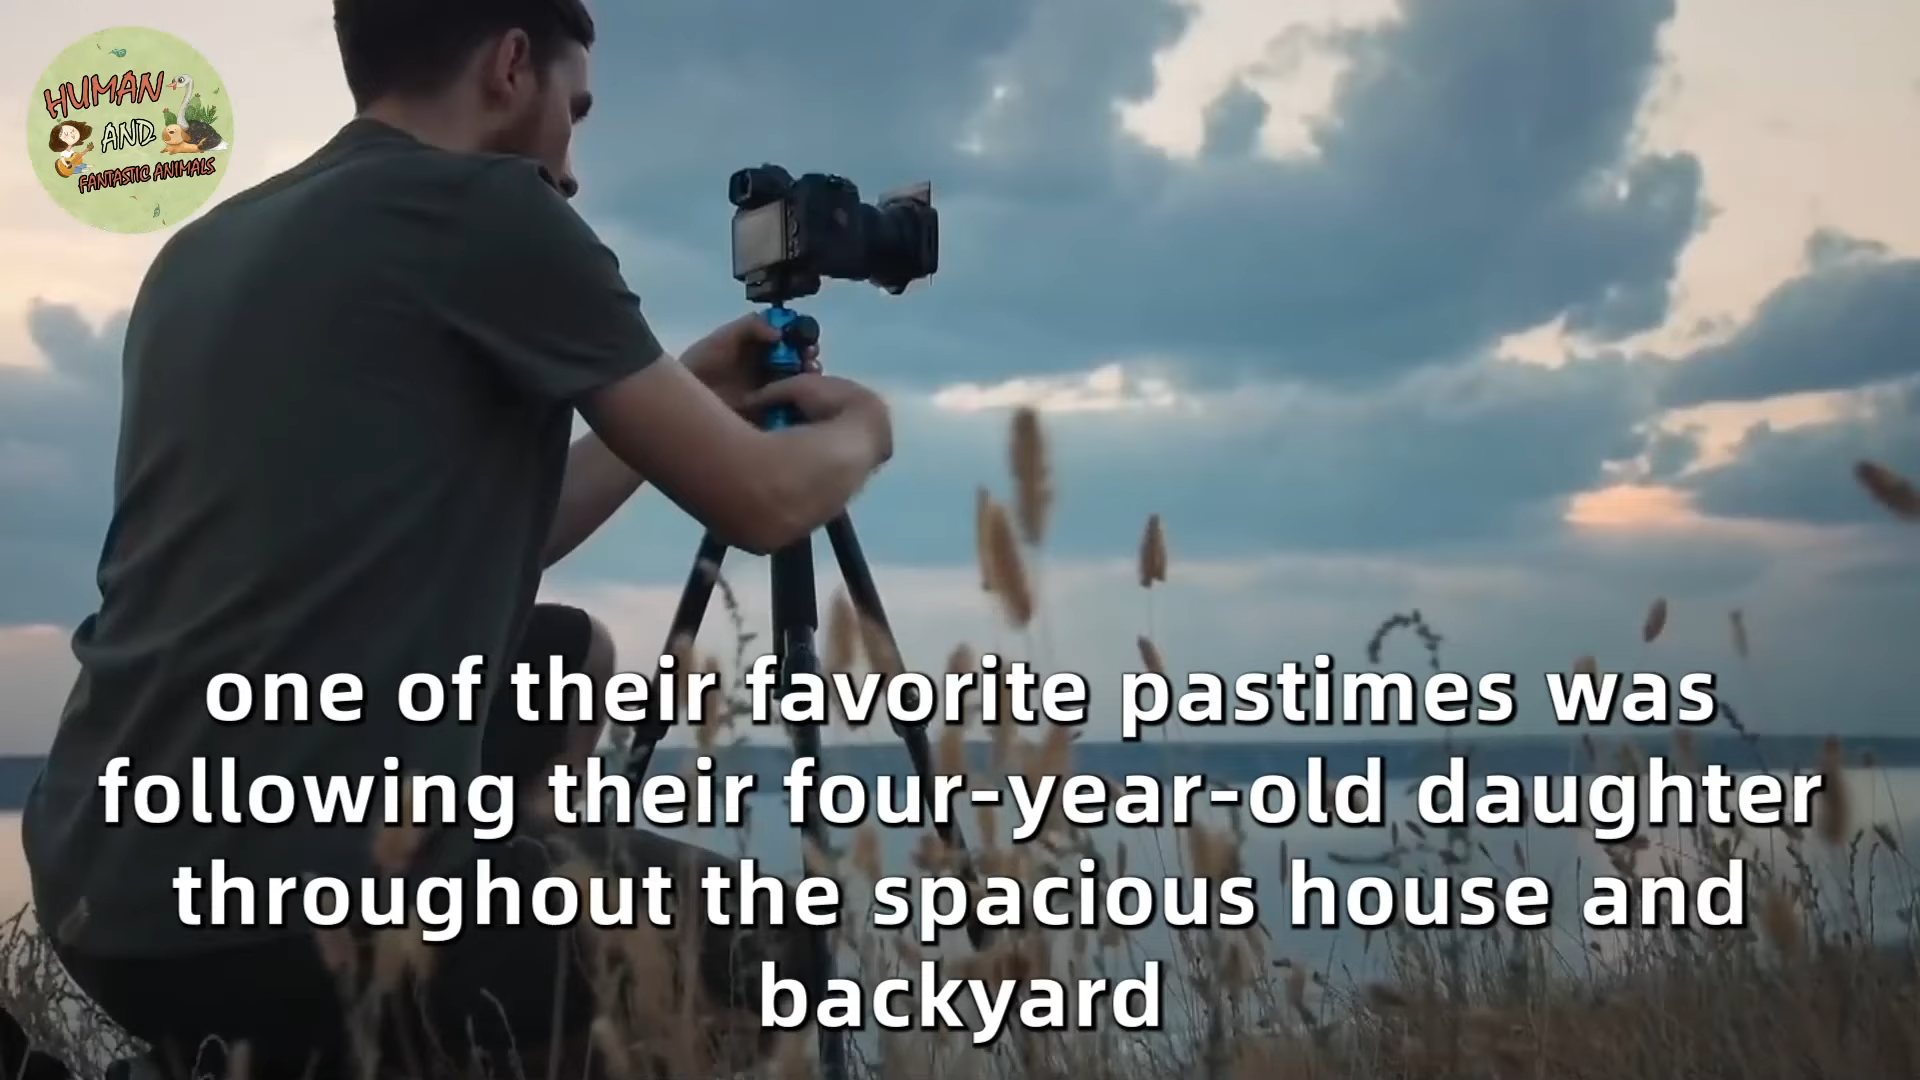 HUMAN
AND
FANTASTIC ANIMALS
one of their favorite pastimes was
following their four-year-old daughter
throughout the spacious house and
backyard